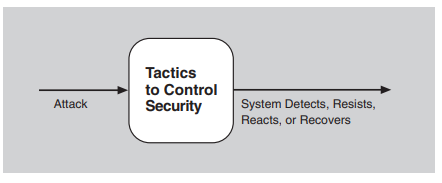 Tactics
to Control
Security
Attack
System Detects, Resists,
Reacts, or Recovers